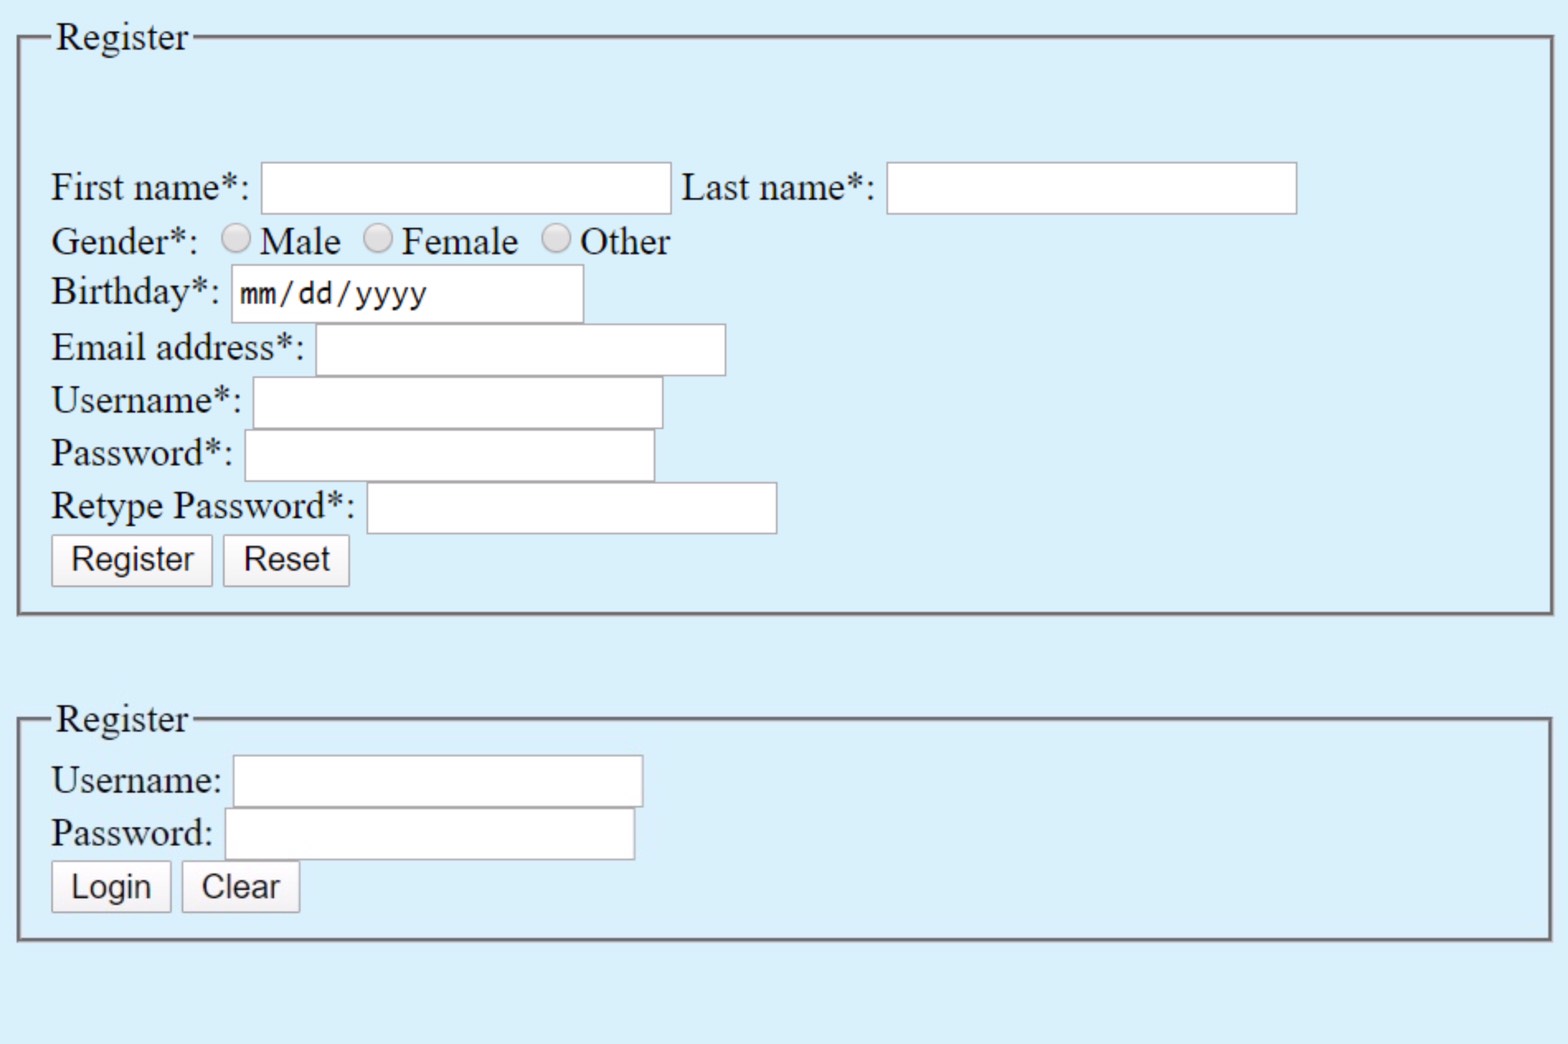 Register
First name*: Last name*:
Gender*: Male Female Other
Birthday*: mm/dd/yyyy
Email address*:
Username*:
Password*:
Retype Password*:
Register Reset
Register
Username:
Password:
Login Clear